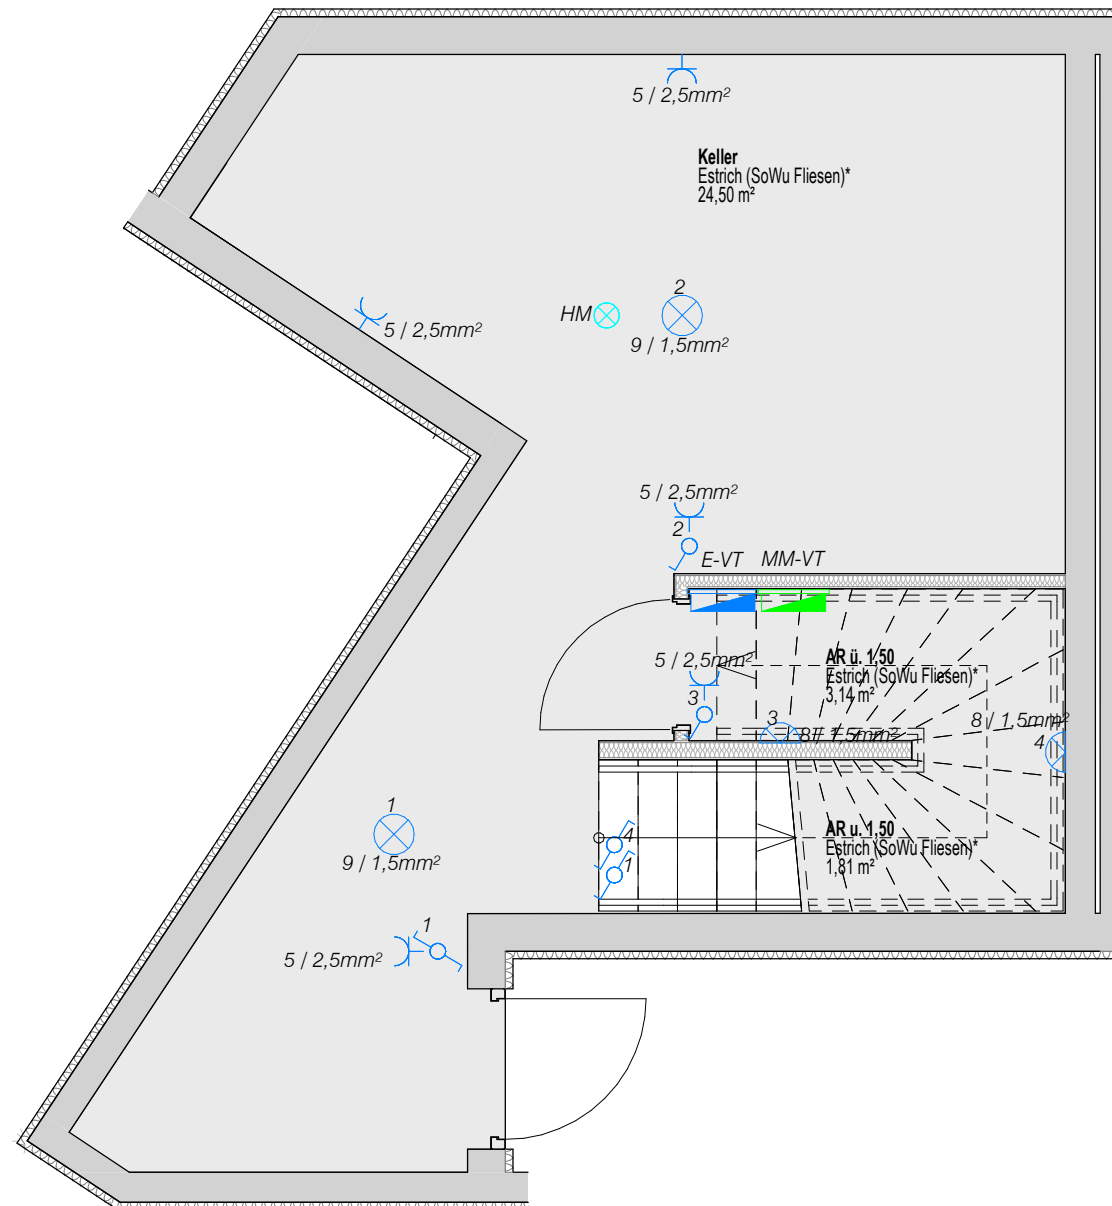 5 / 2,5mm²
Keller
Estrich (SoWu Fliesen)*
24,50 m²
2
HM
9 / 1,5mm²
5 / 2,5mm²
5 / 2,5mm²
2
E-VT
MM-VT
5 / 2,5mm²
3
AR ü. 1,50
Estrich (SoWu Fliesen)*
3,14 m²
3
8 / 1,5mm²
8 / 1,5mm²
4
1
9 / 1,5mm²
4
1
AR u. 1,50
Estrich (SoWu Fliesen)*
1,81 m²
1
5 / 2,5mm²